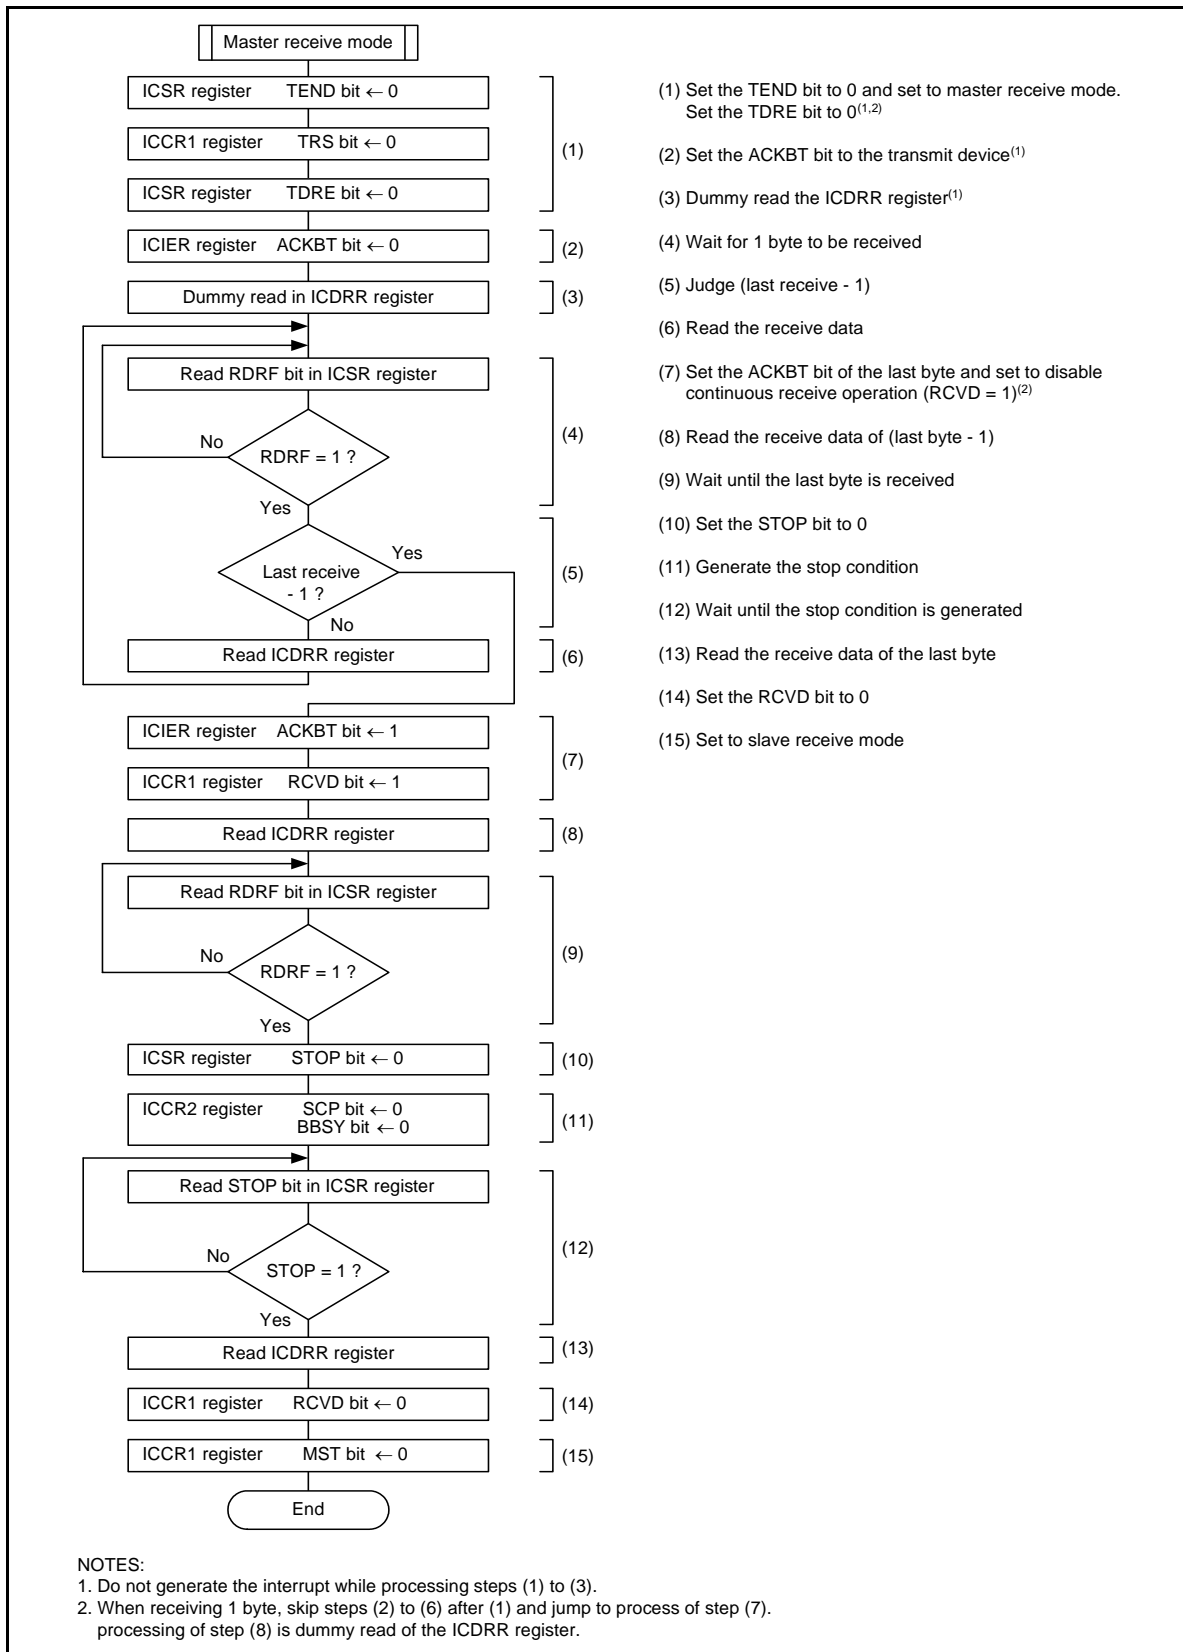 Master receive mode
ICSR register TEND bit ← 0
ICCR1 register TRS bit ← 0
ICSR register TDRE bit ← 0
(1)
ICIER register ACKBT bit ← 0
(2)
Dummy read in ICDRR register
(3)
Read RDRF bit in ICSR register
No
RDRF = 1 ?
(4)
Yes
Yes
Last receive
- 1 ?
(5)
No
Read ICDRR register
(6)
ICIER register ACKBT bit ← 1
ICCR1 register RCVD bit ← 1
(7)
Read ICDRR register
(8)
Read RDRF bit in ICSR register
No
RDRF = 1 ?
(9)
Yes
ICSR register STOP bit ← 0
(10)
ICCR2 register SCP bit ← 0
BBSY bit ← 0
(11)
Read STOP bit in ICSR register
No
STOP = 1 ?
(12)
Yes
Read ICDRR register
(13)
ICCR1 register RCVD bit ← 0
(14)
ICCR1 register MST bit ← 0
(15)
End
(1) Set the TEND bit to 0 and set to master receive mode.
Set the TDRE bit to 0(1,2)
(2) Set the ACKBT bit to the transmit device(1)
(3) Dummy read the ICDRR register(1)
(4) Wait for 1 byte to be received
(5) Judge (last receive - 1)
(6) Read the receive data
(7) Set the ACKBT bit of the last byte and set to disable
continuous receive operation (RCVD = 1)(2)
(8) Read the receive data of (last byte - 1)
(9) Wait until the last byte is received
(10) Set the STOP bit to 0
(11) Generate the stop condition
(12) Wait until the stop condition is generated
(13) Read the receive data of the last byte
(14) Set the RCVD bit to 0
(15) Set to slave receive mode
NOTES:
1. Do not generate the interrupt while processing steps (1) to (3).
2. When receiving 1 byte, skip steps (2) to (6) after (1) and jump to process of step (7).
processing of step (8) is dummy read of the ICDRR register.